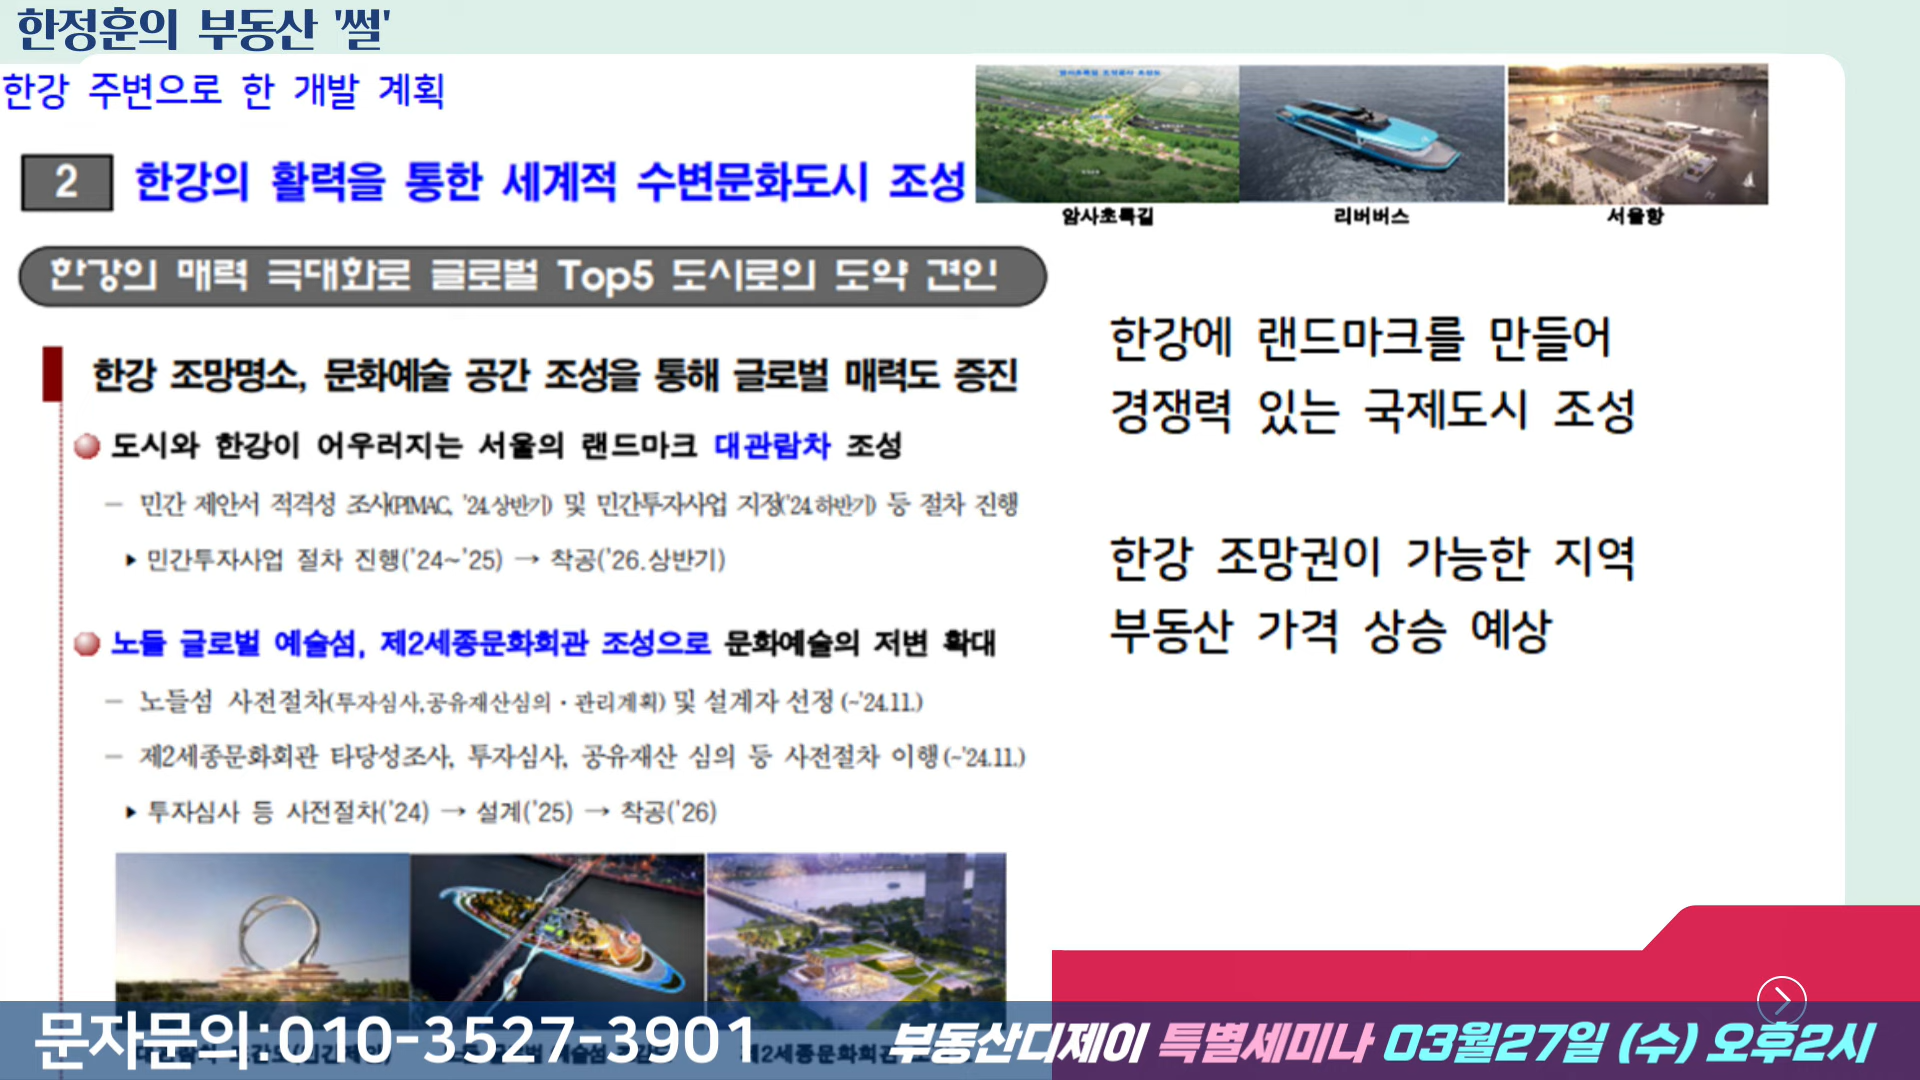 한정훈의 부동산 '썰'
한강 주변으로 한 개발 계획
2 한강의 활력을 통한 세계적 수변문화도시 조성
암사초록길 리버버스 서울항
한강의 매력 극대화로 글로벌 Top5 도시로의 도약 견인
한강에 랜드마크를 만들어
경쟁력 있는 국제도시 조성
한강 조망권이 가능한 지역
부동산 가격 상승 예상
한강 조망명소, 문화예술 공간 조성을 통해 글로벌 매력도 증진
도시와 한강이 어우러지는 서울의 랜드마크 대관람차 조성
- 민간 제안서 적격성 조사(PIMAC, '24.상반기) 및 민간투자사업 지정('24.하반기) 등 절차 진행
▸ 민간투자사업 절차 진행('24~'25) → 착공('26.상반기)
노들 글로벌 예술섬, 제2세종문화회관 조성으로 문화예술의 저변 확대
- 노들섬 사전절차(투자심사,공유재산심의·관리계획) 및 설계자 선정 (~'24.11.)
- 제2세종문화회관 타당성조사, 투자심사, 공유재산 심의 등 사전절차 이행 (~'24.11.)
▸ 투자심사 등 사전절차('24) → 설계('25) → 착공('26)
문자문의:010-3527-3901
부동산디제이 특별세미나 03월27일 (수) 오후2시